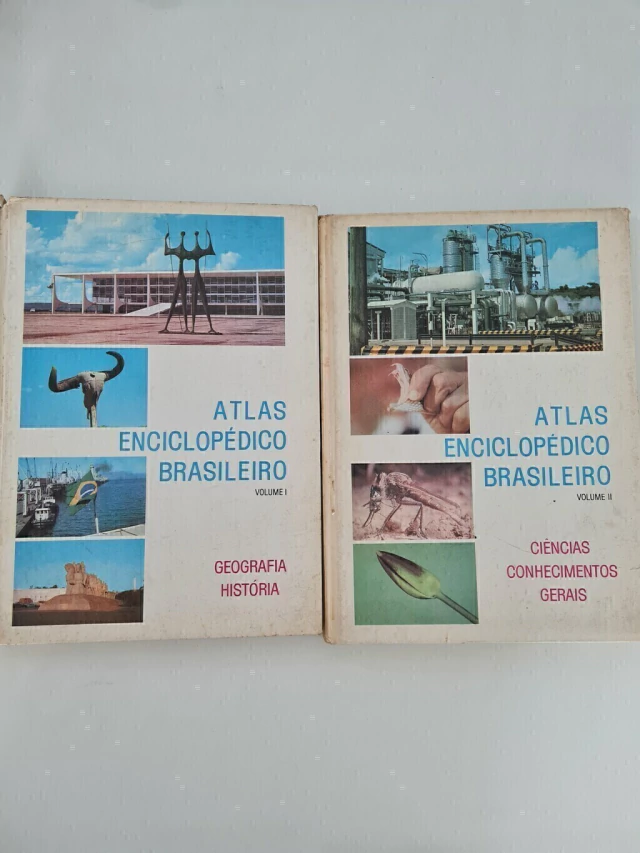 ATLAS
ENCICLOPÉDICO
BRASILEIRO
VOLUME I
GEOGRAFIA
HISTÓRIA
ATLAS
ENCICLOPÉDICO
BRASILEIRO
VOLUME II
CIÊNCIAS
CONHECIMENTOS
GERAIS